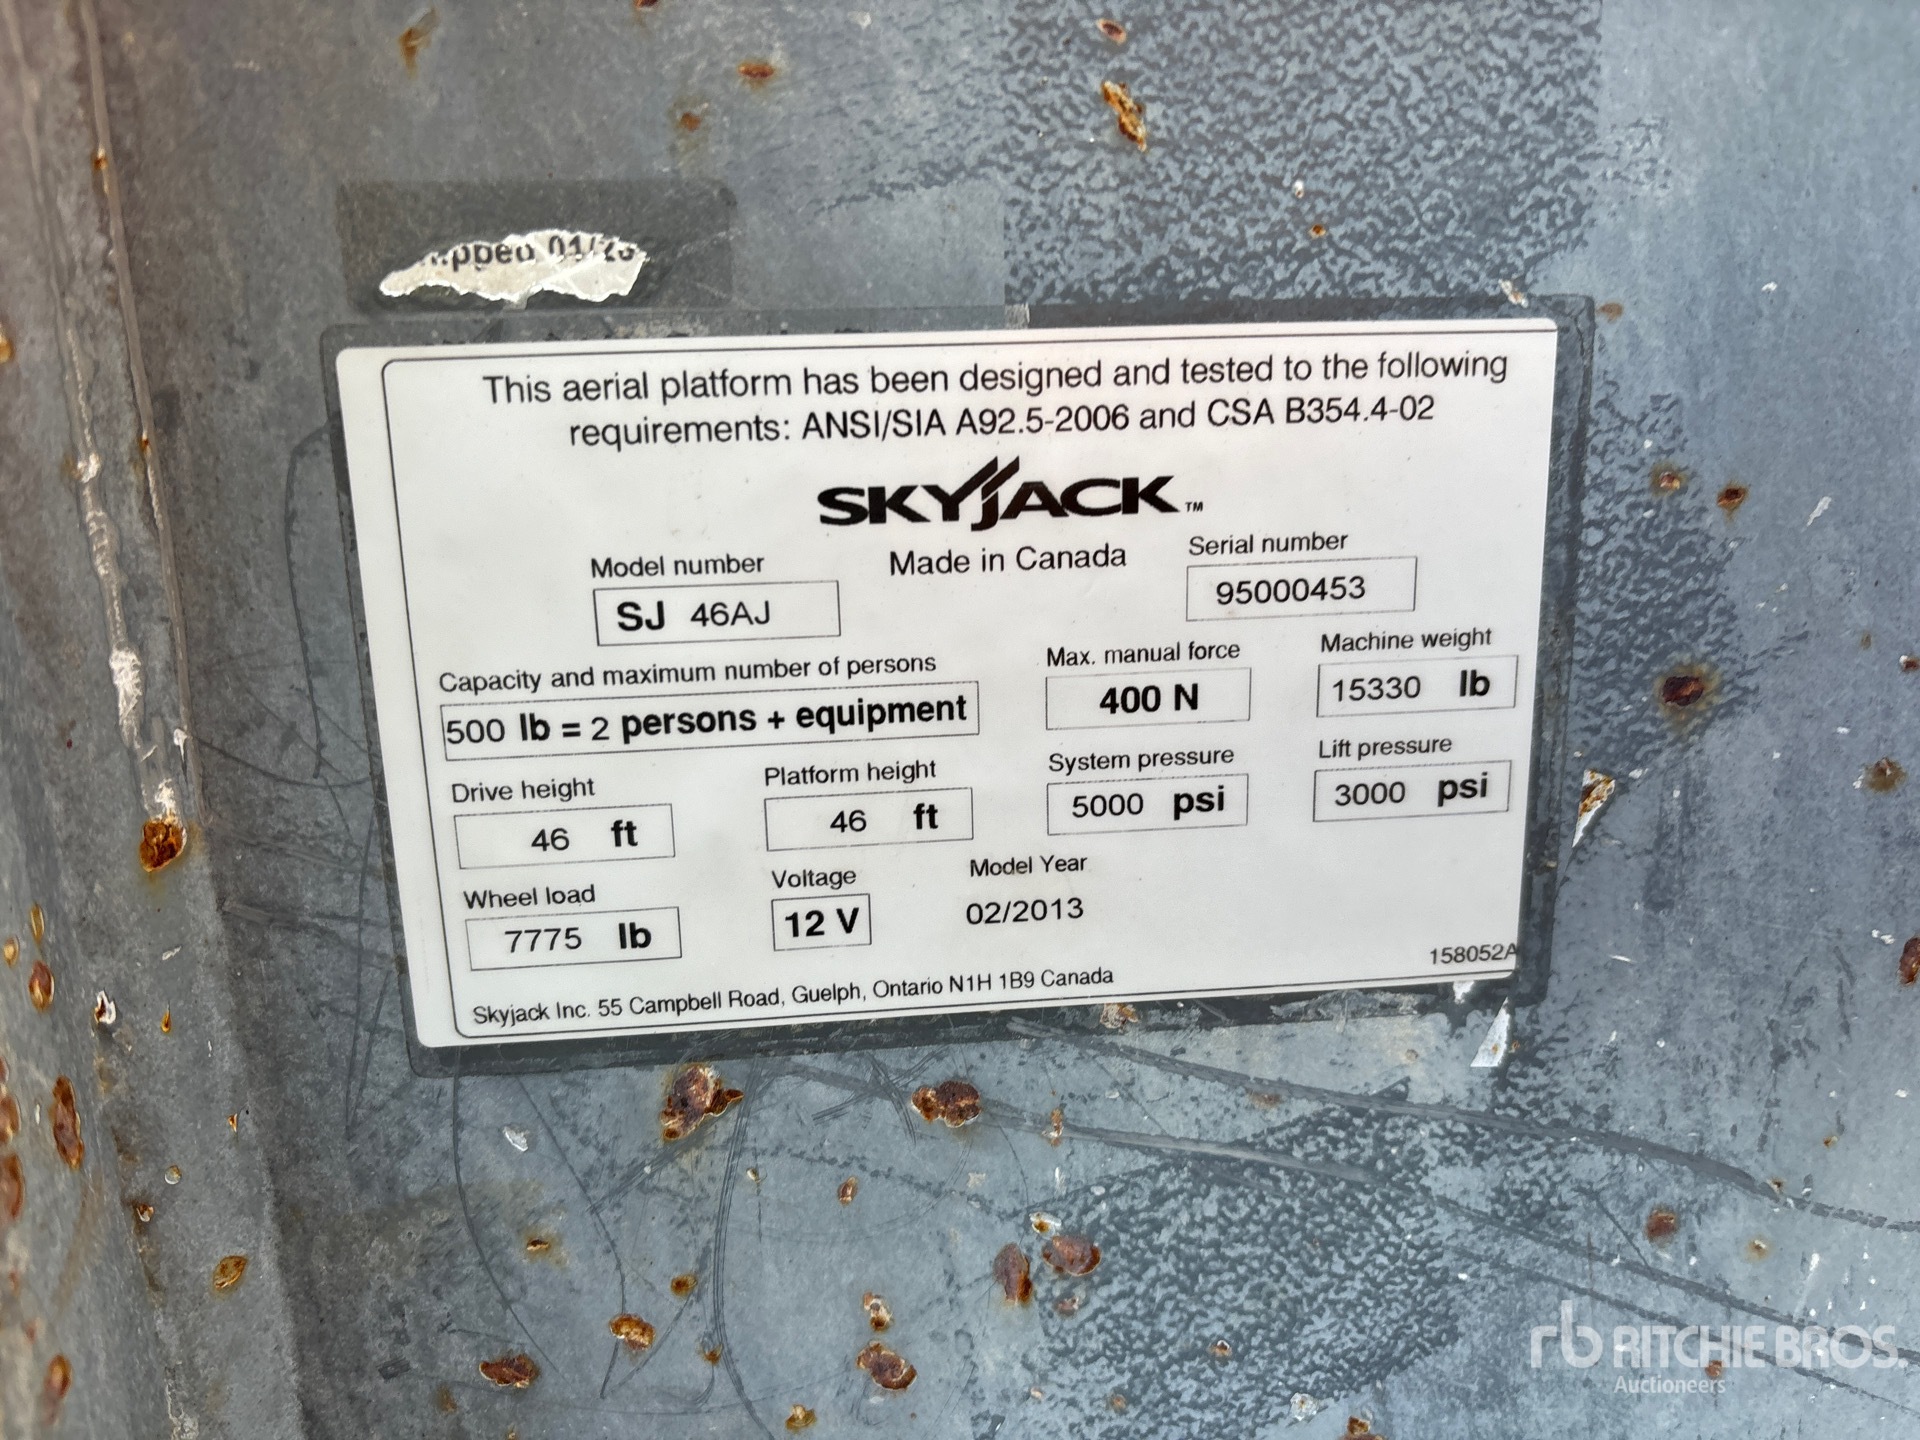 This aerial platform has been designed and tested to the following
requirements: ANSI/SIA A92.5-2006 and CSA B354.4-02
SKYJACK TM
Made in Canada
Model number
SJ 46AJ
Serial number
95000453
Capacity and maximum number of persons
500 lb = 2 persons + equipment
Max. manual force
400 N
Machine weight
15330 lb
Drive height
46 ft
Platform height
46 ft
System pressure
5000 psi
Lift pressure
3000 psi
Wheel load
7775 lb
Voltage
12 V
Model Year
02/2013
158052A
Skyjack Inc. 55 Campbell Road, Guelph, Ontario N1H 1B9 Canada
rb RITCHIE BROS.
Auctioneers